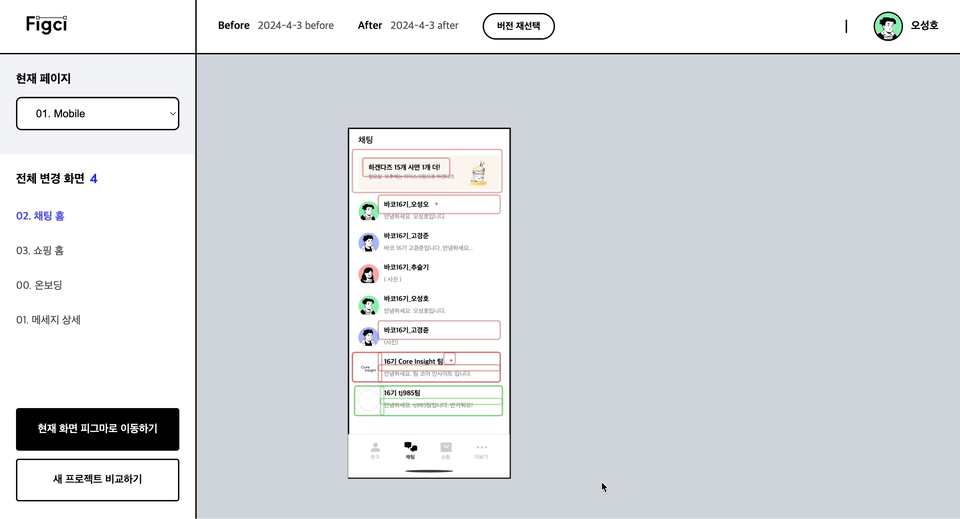 Figci
Before 2024-4-3 before After 2024-4-3 after 버전 재선택
오성호
현재 페이지
01. Mobile
전체 변경 화면 4
02. 채팅 홈
03. 쇼핑 홈
00. 온보딩
01. 메세지 상세
현재 화면 피그마로 이동하기
새 프로젝트 비교하기
채팅
하겐다즈 15개 사면 1개 더!
바코16기_오성오
안녕하세요. 오성호입니다.
바코16기_고경준
바코 16기 고경준입니다. 안녕하세요...
바코16기_추슬기
( 사진 )
바코16기_오성호
안녕하세요. 오성호입니다.
바코16기_고경준
(사진)
Core Insight
16기 Core Insight 팀
안녕하세요. 팀 코어 인사이트 입니다.
16기 tj985팀
안녕하세요. tj985팀입니다. 반가워요!
친구 채팅 쇼핑 더보기